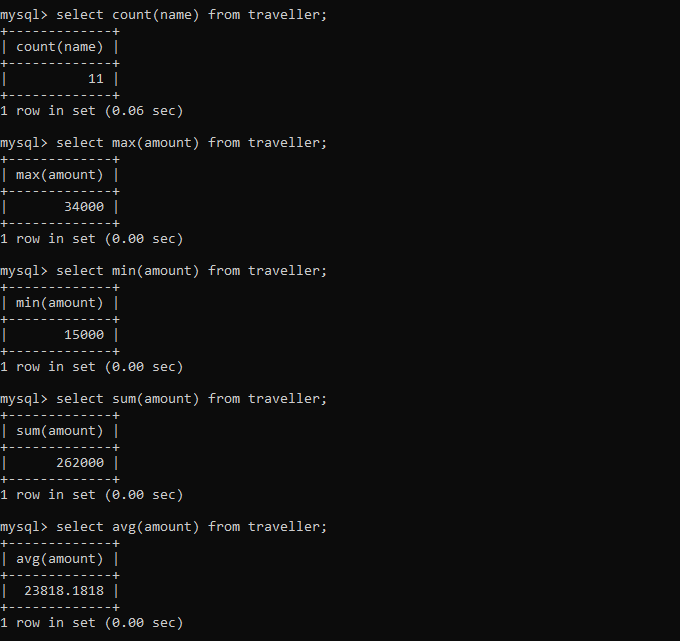 mysql> select count(name) from traveller;
+-------------+
| count(name) |
+-------------+
|          11 |
+-------------+
1 row in set (0.06 sec)
mysql> select max(amount) from traveller;
+-------------+
| max(amount) |
+-------------+
|       34000 |
+-------------+
1 row in set (0.00 sec)
mysql> select min(amount) from traveller;
+-------------+
| min(amount) |
+-------------+
|       15000 |
+-------------+
1 row in set (0.00 sec)
mysql> select sum(amount) from traveller;
+-------------+
| sum(amount) |
+-------------+
|      262000 |
+-------------+
1 row in set (0.00 sec)
mysql> select avg(amount) from traveller;
+-------------+
| avg(amount) |
+-------------+
|  23818.1818 |
+-------------+
1 row in set (0.00 sec)